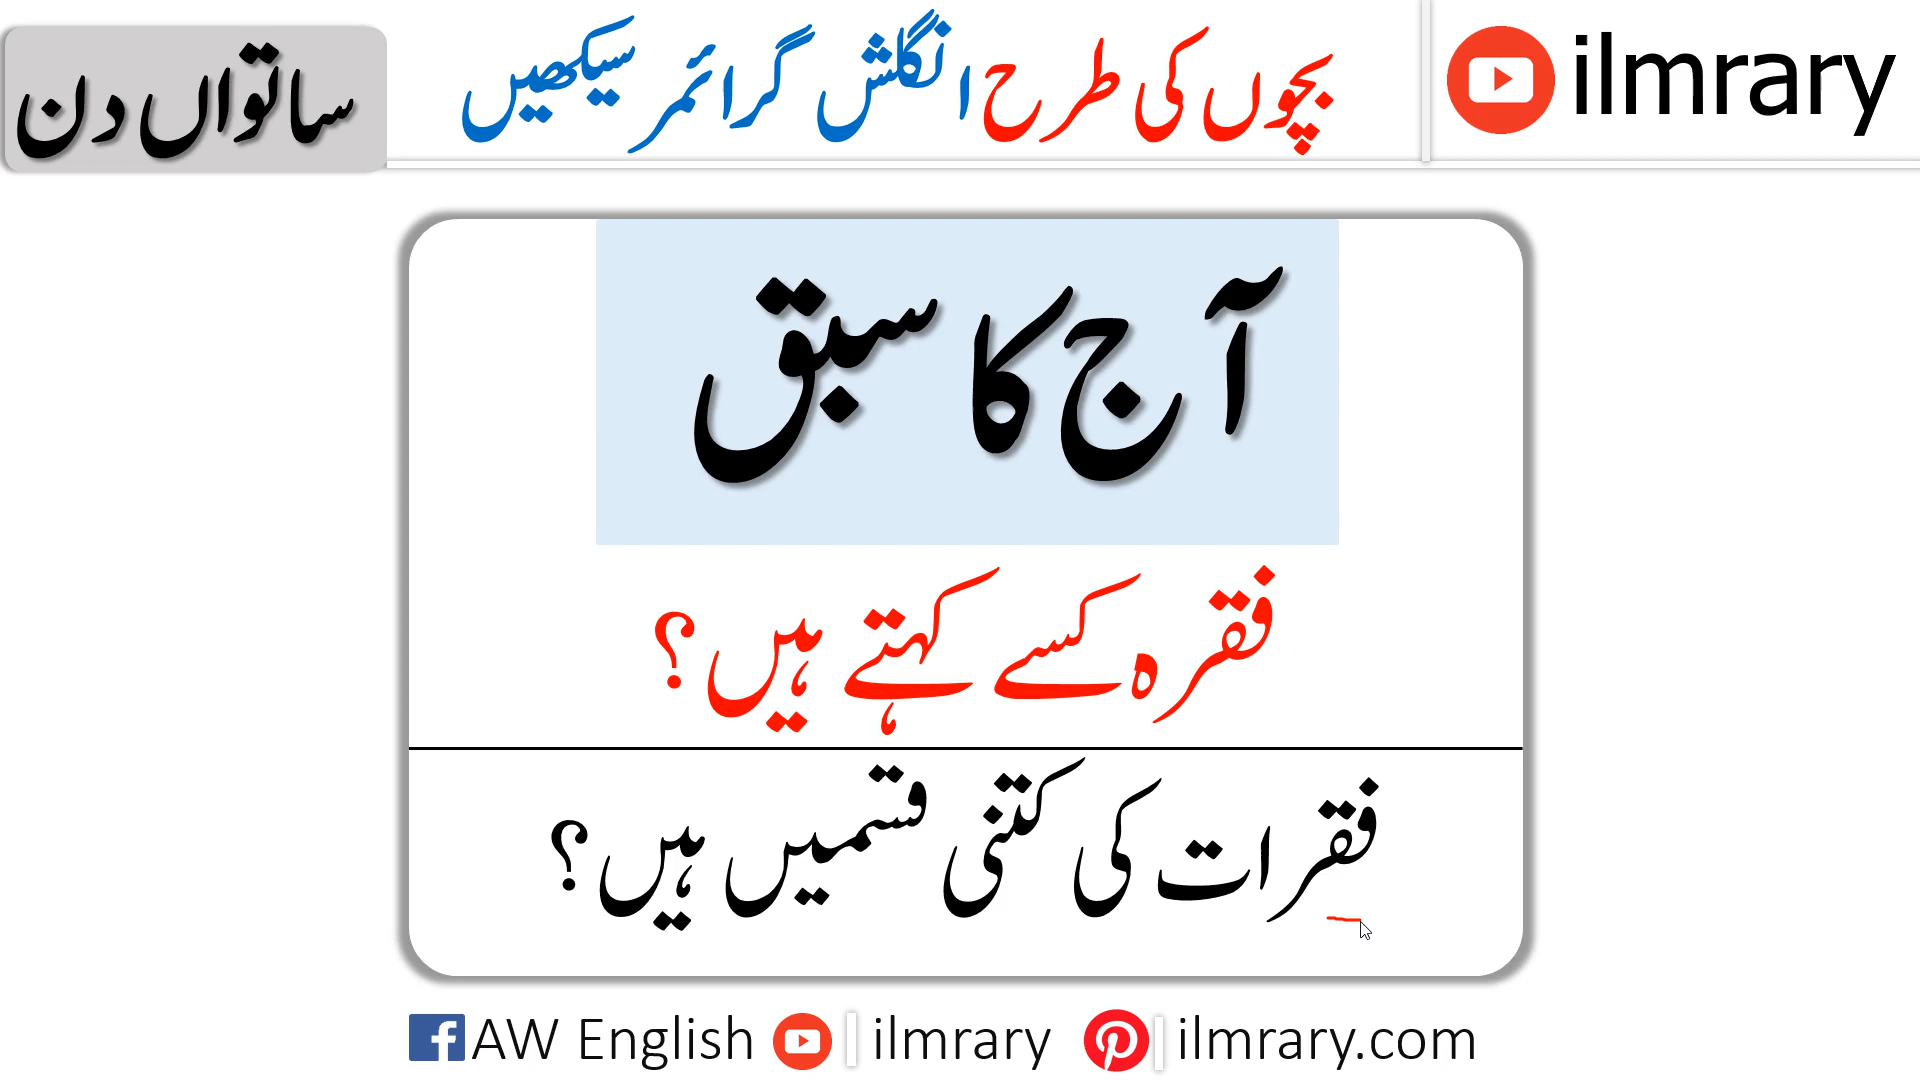 ساتواں دن
بچوں کی طرح انگلش گرائمر سیکھیں
ilmrary
آج کا سبق
فقرہ کسے کہتے ہیں؟
فقرات کی کتنی قسمیں ہیں؟
AW English | ilmrary | ilmrary.com